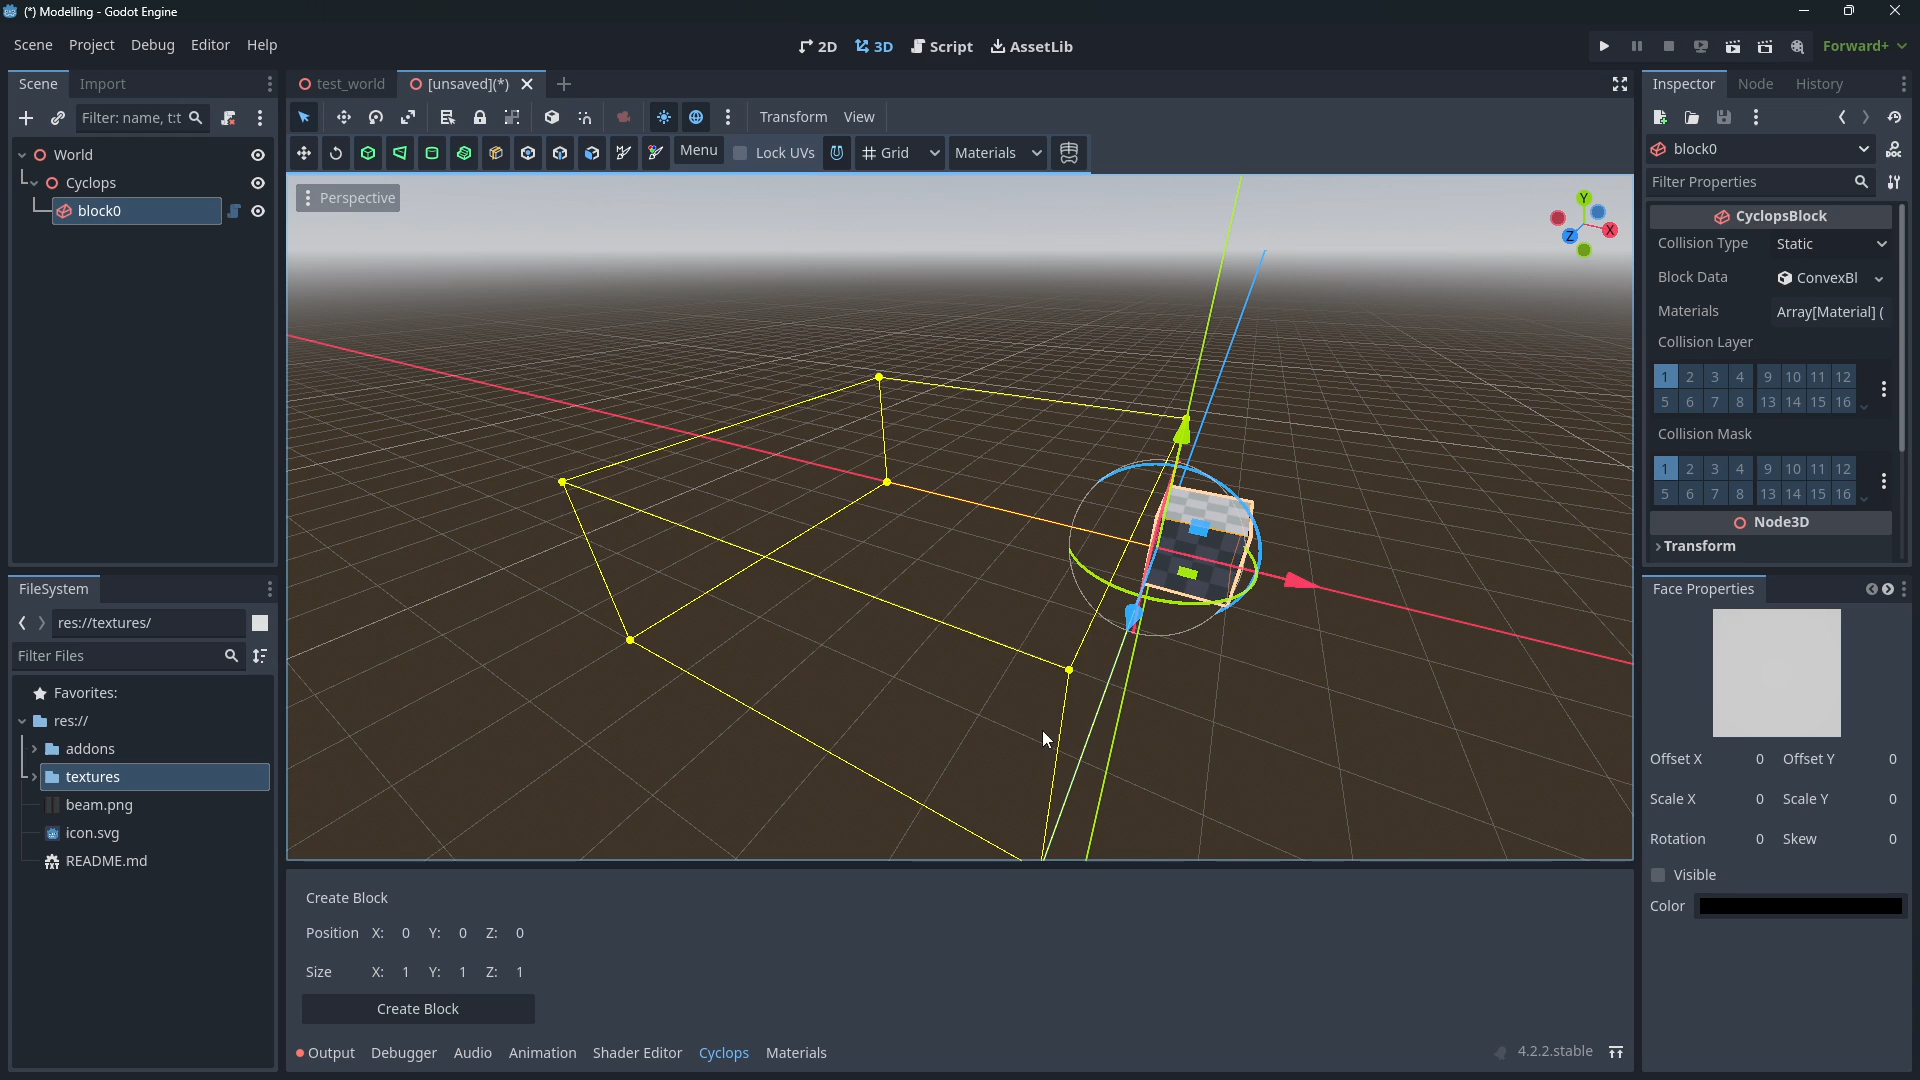 (*) Modelling - Godot Engine
Scene Project Debug Editor Help
2D 3D Script AssetLib
Forward+
Scene Import
test_world [unsaved](*)
Inspector Node History
Filter: name, t:t
Transform View
World
Cyclops
block0
Menu Lock UVs Grid Materials
Perspective
Y
X
Z
block0
Filter Properties
CyclopsBlock
Collision Type Static
Block Data ConvexBl
Materials Array[Material] (
Collision Layer
1 2 3 4 9 10 11 12
5 6 7 8 13 14 15 16
Collision Mask
1 2 3 4 9 10 11 12
5 6 7 8 13 14 15 16
Node3D
Transform
FileSystem
res://textures/
Filter Files
Favorites:
res://
addons
textures
beam.png
icon.svg
README.md
Face Properties
Offset X 0 Offset Y 0
Scale X 0 Scale Y 0
Rotation 0 Skew 0
Visible
Color
Create Block
Position X: 0 Y: 0 Z: 0
Size X: 1 Y: 1 Z: 1
Create Block
Output Debugger Audio Animation Shader Editor Cyclops Materials
4.2.2.stable